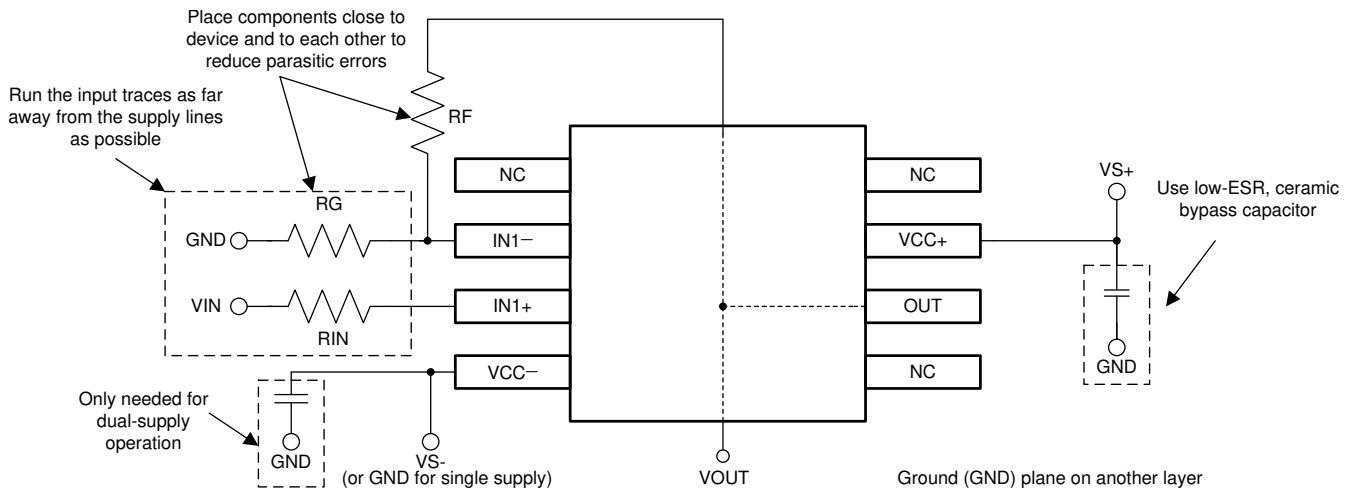 Place components close to
device and to each other to
reduce parasitic errors
Run the input traces as far
away from the supply lines
as possible
RF
NC
NC
VS+
Use low-ESR, ceramic
bypass capacitor
RG
GND
IN1−
VCC+
VIN
IN1+
OUT
RIN
GND
VCC−
NC
Only needed for
dual-supply
operation
GND
VS-
(or GND for single supply)
VOUT
Ground (GND) plane on another layer